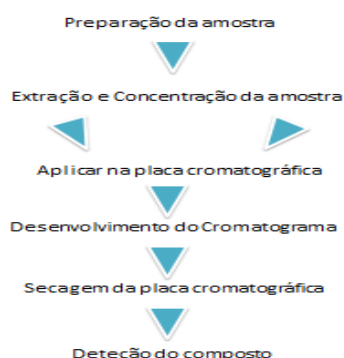 Preparação da amostra
Extração e Concentração da amostra
Aplicar na placa cromatográfica
Desenvolvimento do Cromatograma
Secagem da placa cromatográfica
Deteção do composto